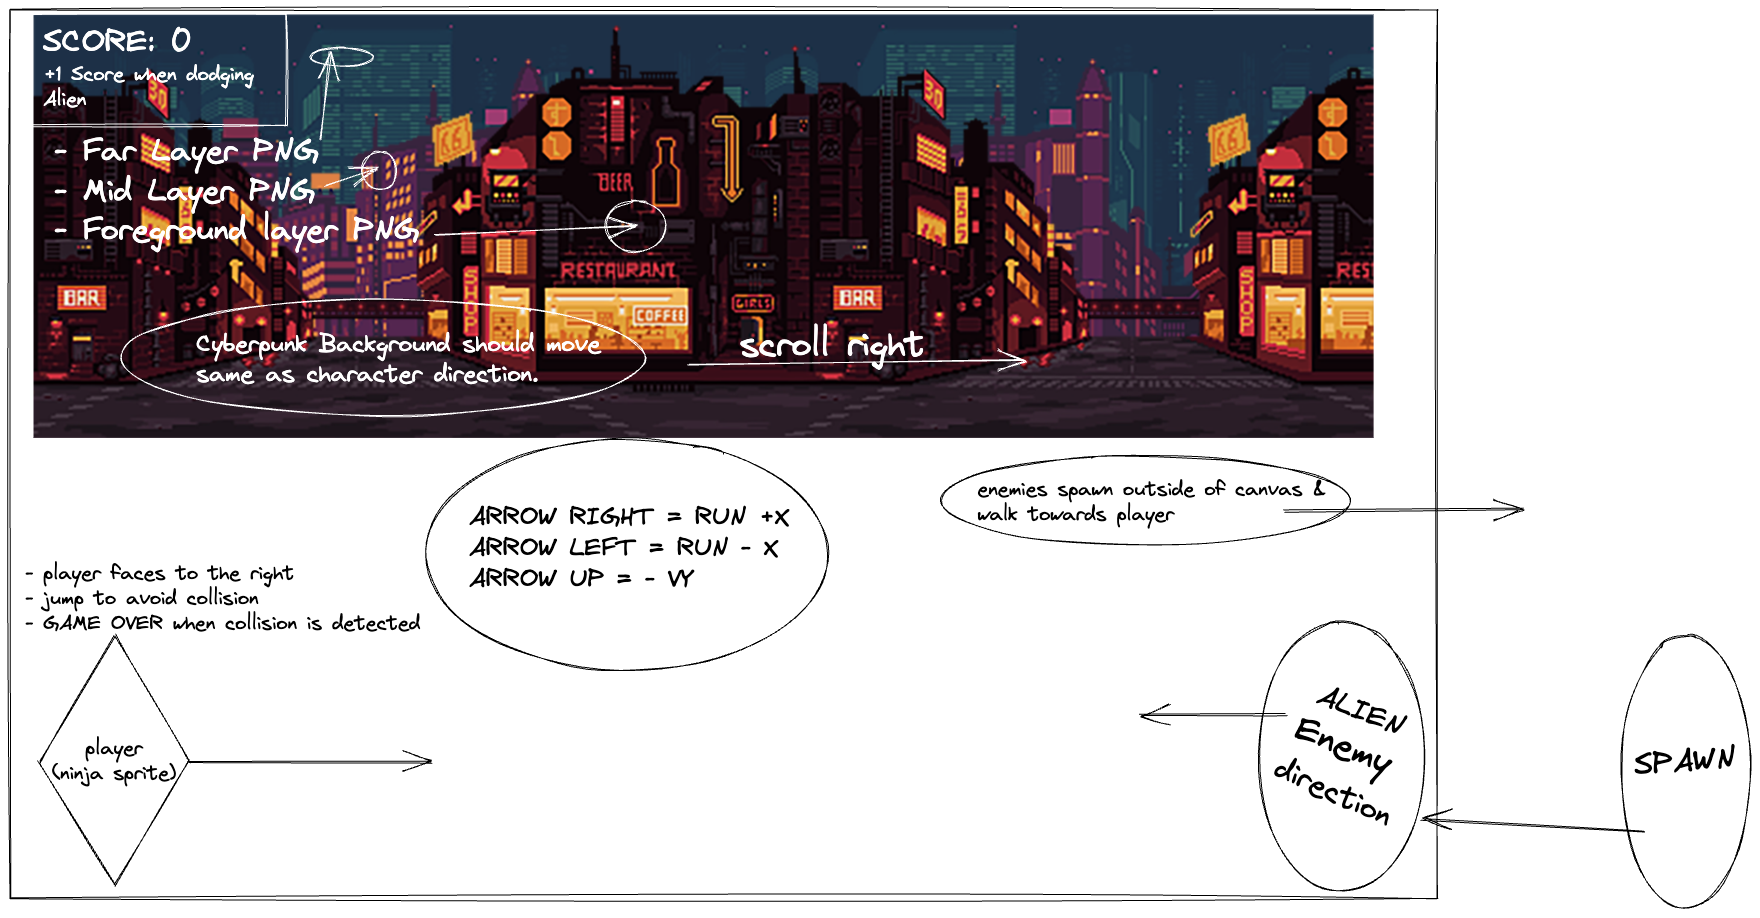 SCORE: 0
+1 Score when dodging
Alien
- Far Layer PNG
- Mid Layer PNG
- Foreground layer PNG
BEER
RESTAURANT
BAR
SHOP
COFFEE
GIRLS
BAR
SHOP
REST
Cyberpunk Background should move
same as character direction.
scroll right
ARROW RIGHT = RUN +X
ARROW LEFT = RUN - X
ARROW UP = - VY
enemies spawn outside of canvas &
walk towards player
- player faces to the right
- jump to avoid collision
- GAME OVER when collision is detected
player
(ninja sprite)
ALIEN
Enemy
direction
SPAWN